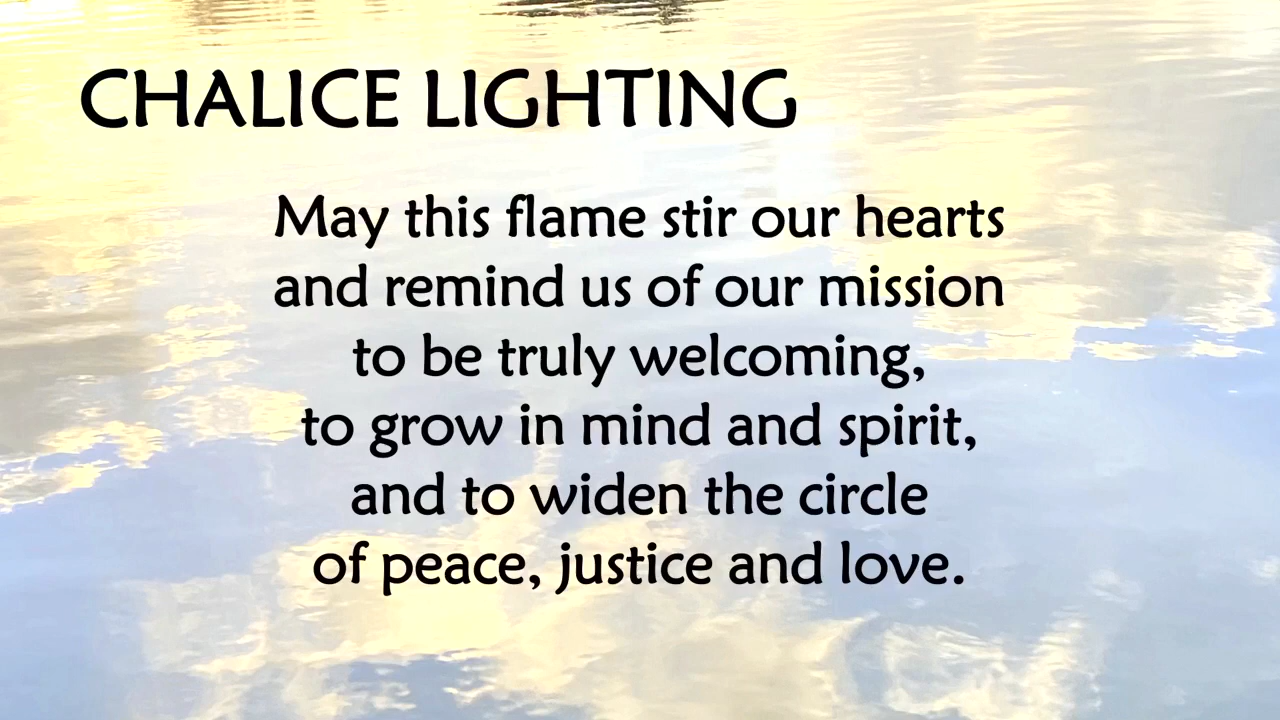 CHALICE LIGHTING
May this flame stir our hearts
and remind us of our mission
to be truly welcoming,
to grow in mind and spirit,
and to widen the circle
of peace, justice and love.